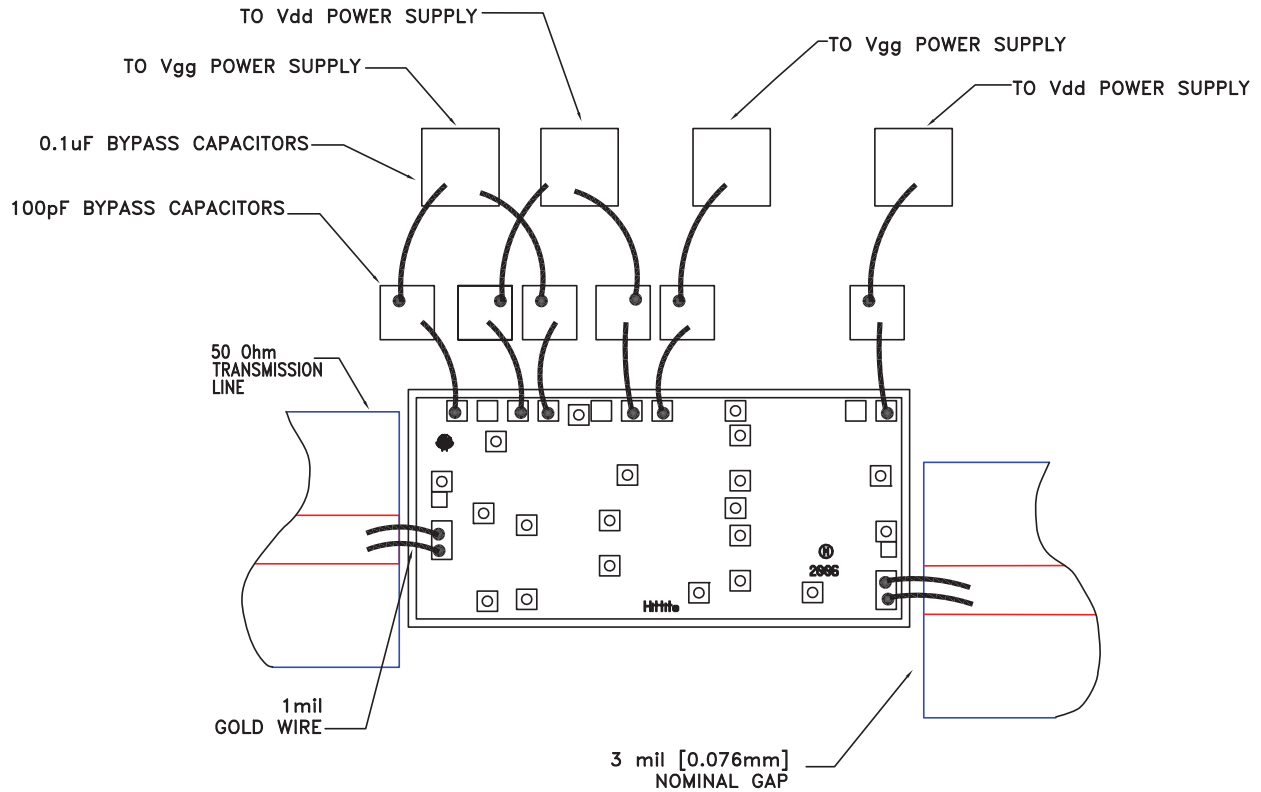 TO Vdd POWER SUPPLY
TO Vgg POWER SUPPLY
TO Vgg POWER SUPPLY
TO Vdd POWER SUPPLY
0.1uF BYPASS CAPACITORS
100pF BYPASS CAPACITORS
50 Ohm
TRANSMISSION
LINE
H
2006
Hittite
1mil
GOLD WIRE
3 mil [0.076mm]
NOMINAL GAP